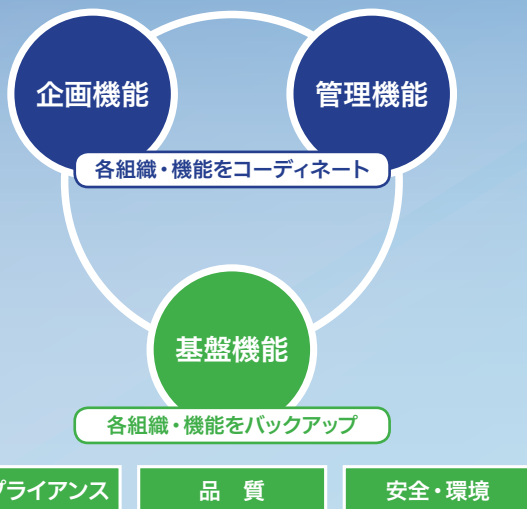 企画機能
管理機能
各組織・機能をコーディネート
基盤機能
各組織・機能をバックアップ
プライアンス
品 質
安全・環境